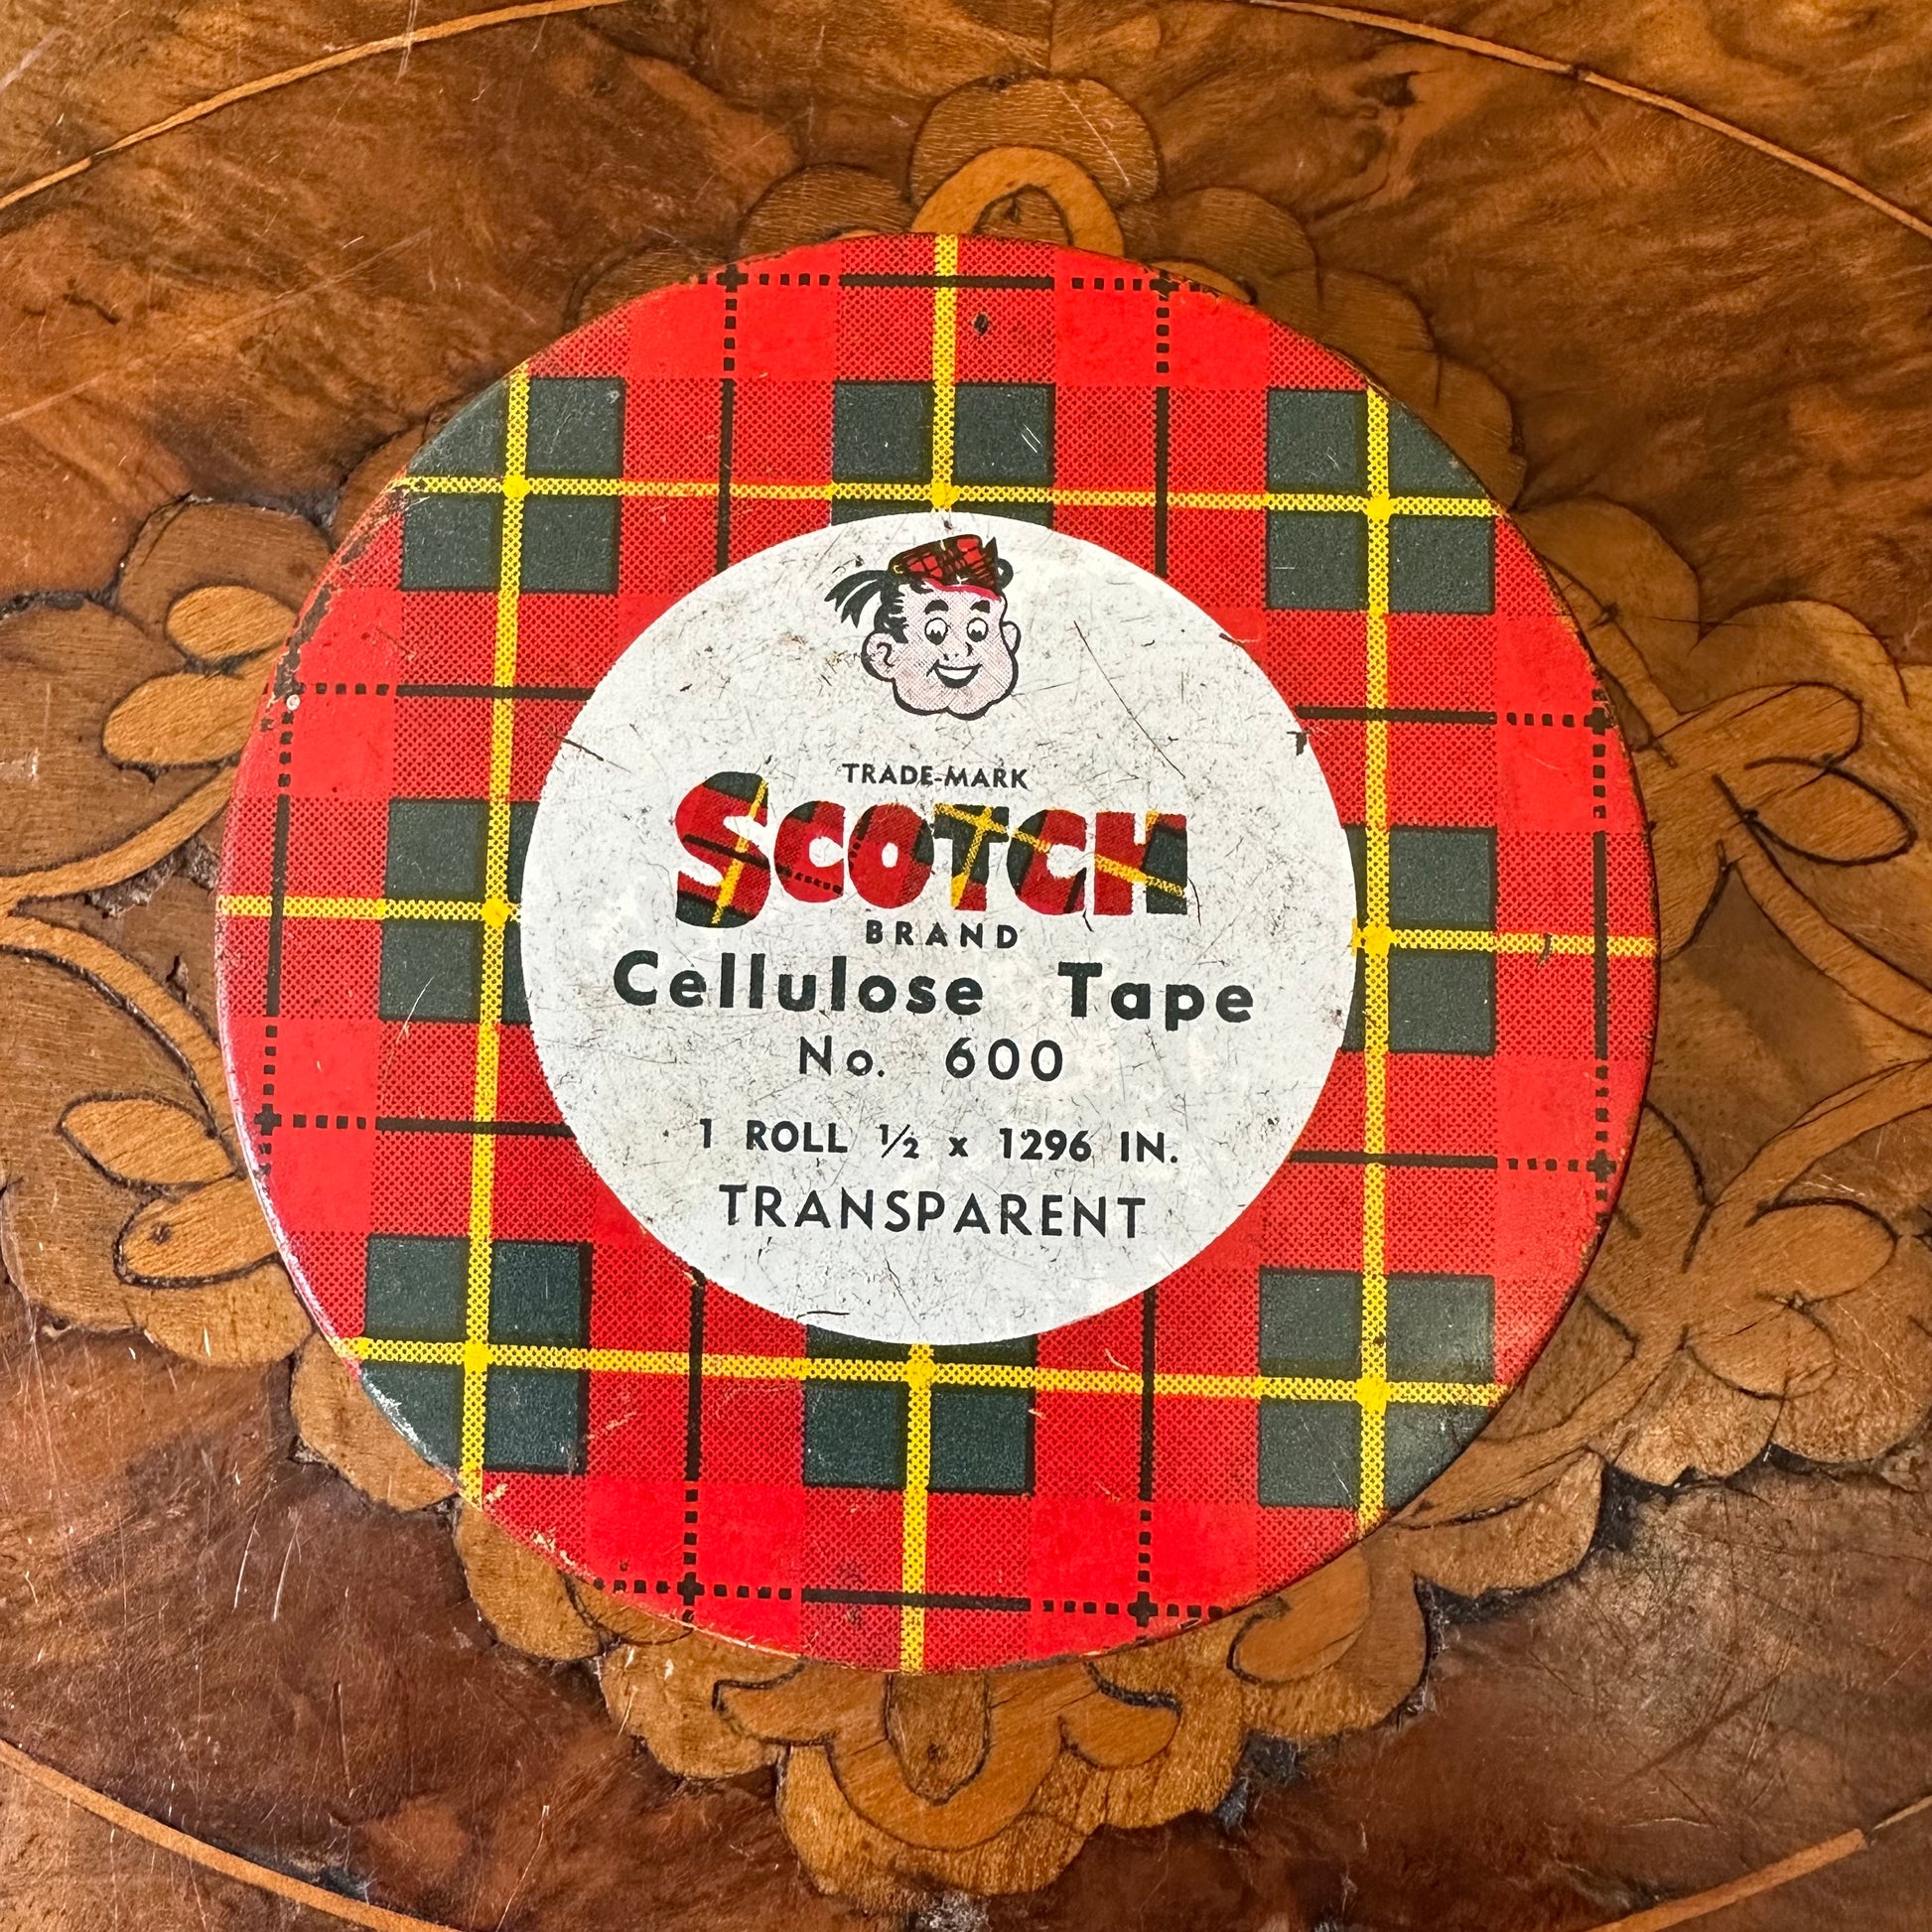 TRADE-MARK
SCOTCH
BRAND
Cellulose Tape
No. 600
1 ROLL ½ x 1296 IN.
TRANSPARENT